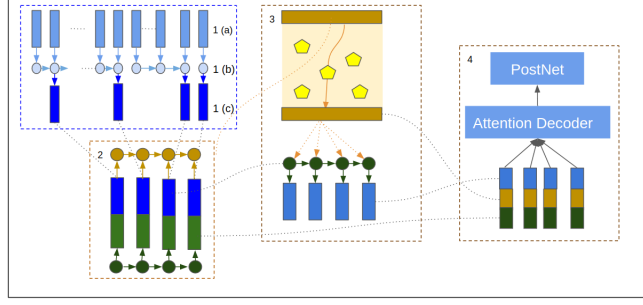 1 (a)
1 (b)
1 (c)
2
3
4
PostNet
Attention Decoder